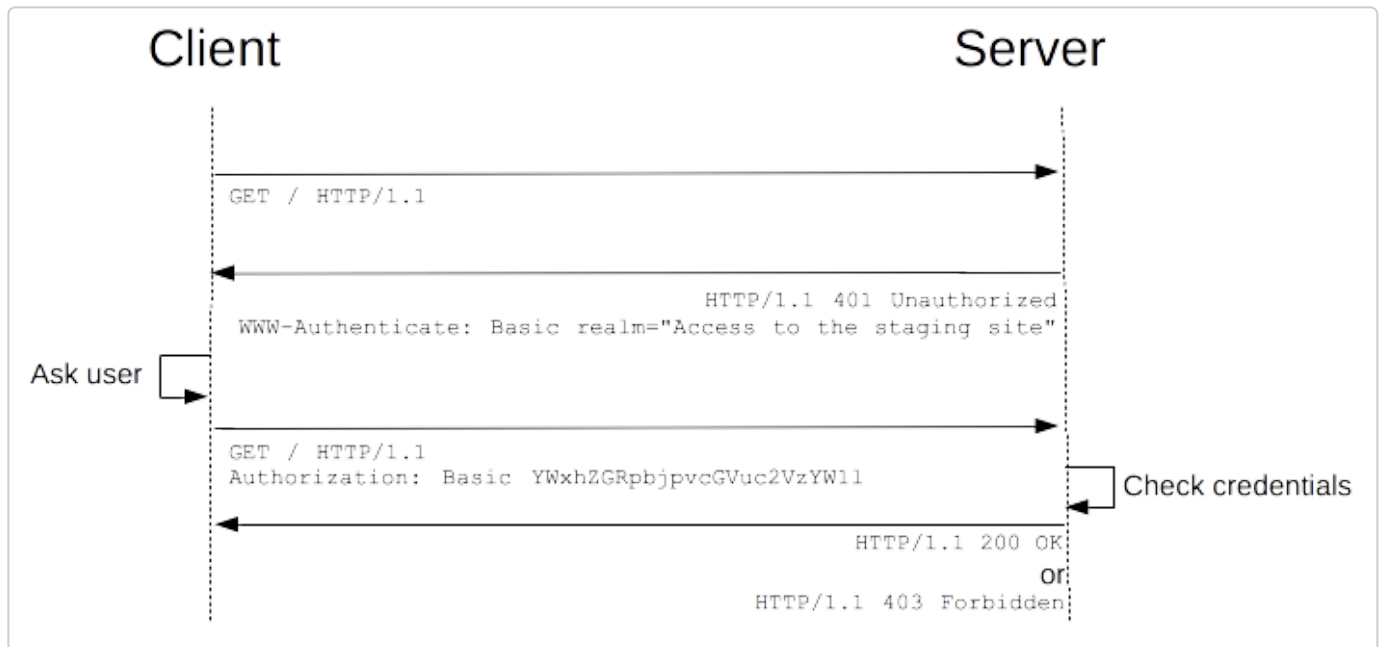 Client
Server
GET / HTTP/1.1
HTTP/1.1 401 Unauthorized
WWW-Authenticate: Basic realm="Access to the staging site"
Ask user
GET / HTTP/1.1
Authorization: Basic YWxhZGRpbjpvcGVuc2VzYW1l
Check credentials
HTTP/1.1 200 OK
or
HTTP/1.1 403 Forbidden